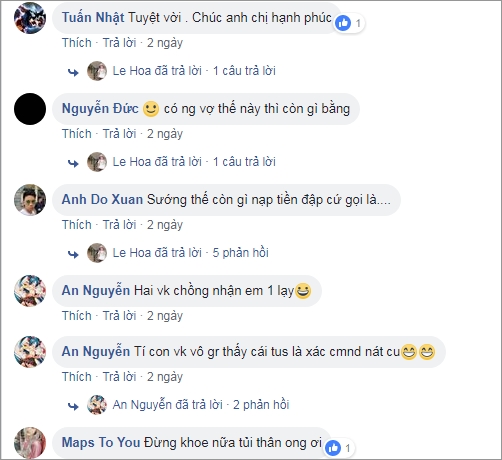 Tuấn Nhật Tuyệt vời . Chúc anh chị hạnh phúc
1
Thích · Trả lời · 2 ngày
Le Hoa đã trả lời · 1 câu trả lời
Nguyễn Đức 🙂 có ng vợ thế này thì còn gì bằng
Thích · Trả lời · 2 ngày
Le Hoa đã trả lời · 1 câu trả lời
Anh Do Xuan Sướng thế còn gì nạp tiền đập cứ gọi là....
Thích · Trả lời · 2 ngày
Le Hoa đã trả lời · 5 phản hồi
An Nguyễn Hai vk chồng nhận em 1 lạy😀
Thích · Trả lời · 2 ngày
An Nguyễn Tí con vk vô gr thấy cái tus là xác cmnd nát cu😁😁
Thích · Trả lời · 2 ngày
An Nguyễn đã trả lời · 2 phản hồi
Maps To You Đừng khoe nữa tủi thân ong ơi
1